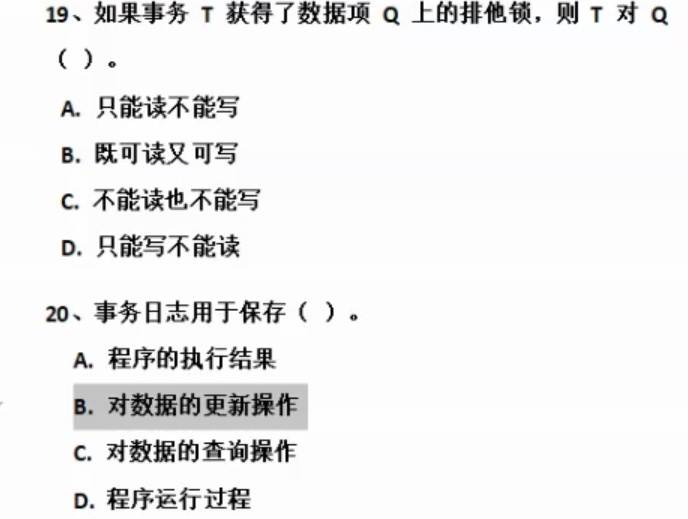 19、如果事务 T 获得了数据项 Q 上的排他锁，则 T 对 Q
（ ）。
A. 只能读不能写
B. 既可读又可写
C. 不能读也不能写
D. 只能写不能读
20、事务日志用于保存（ ）。
A. 程序的执行结果
B. 对数据的更新操作
C. 对数据的查询操作
D. 程序运行过程